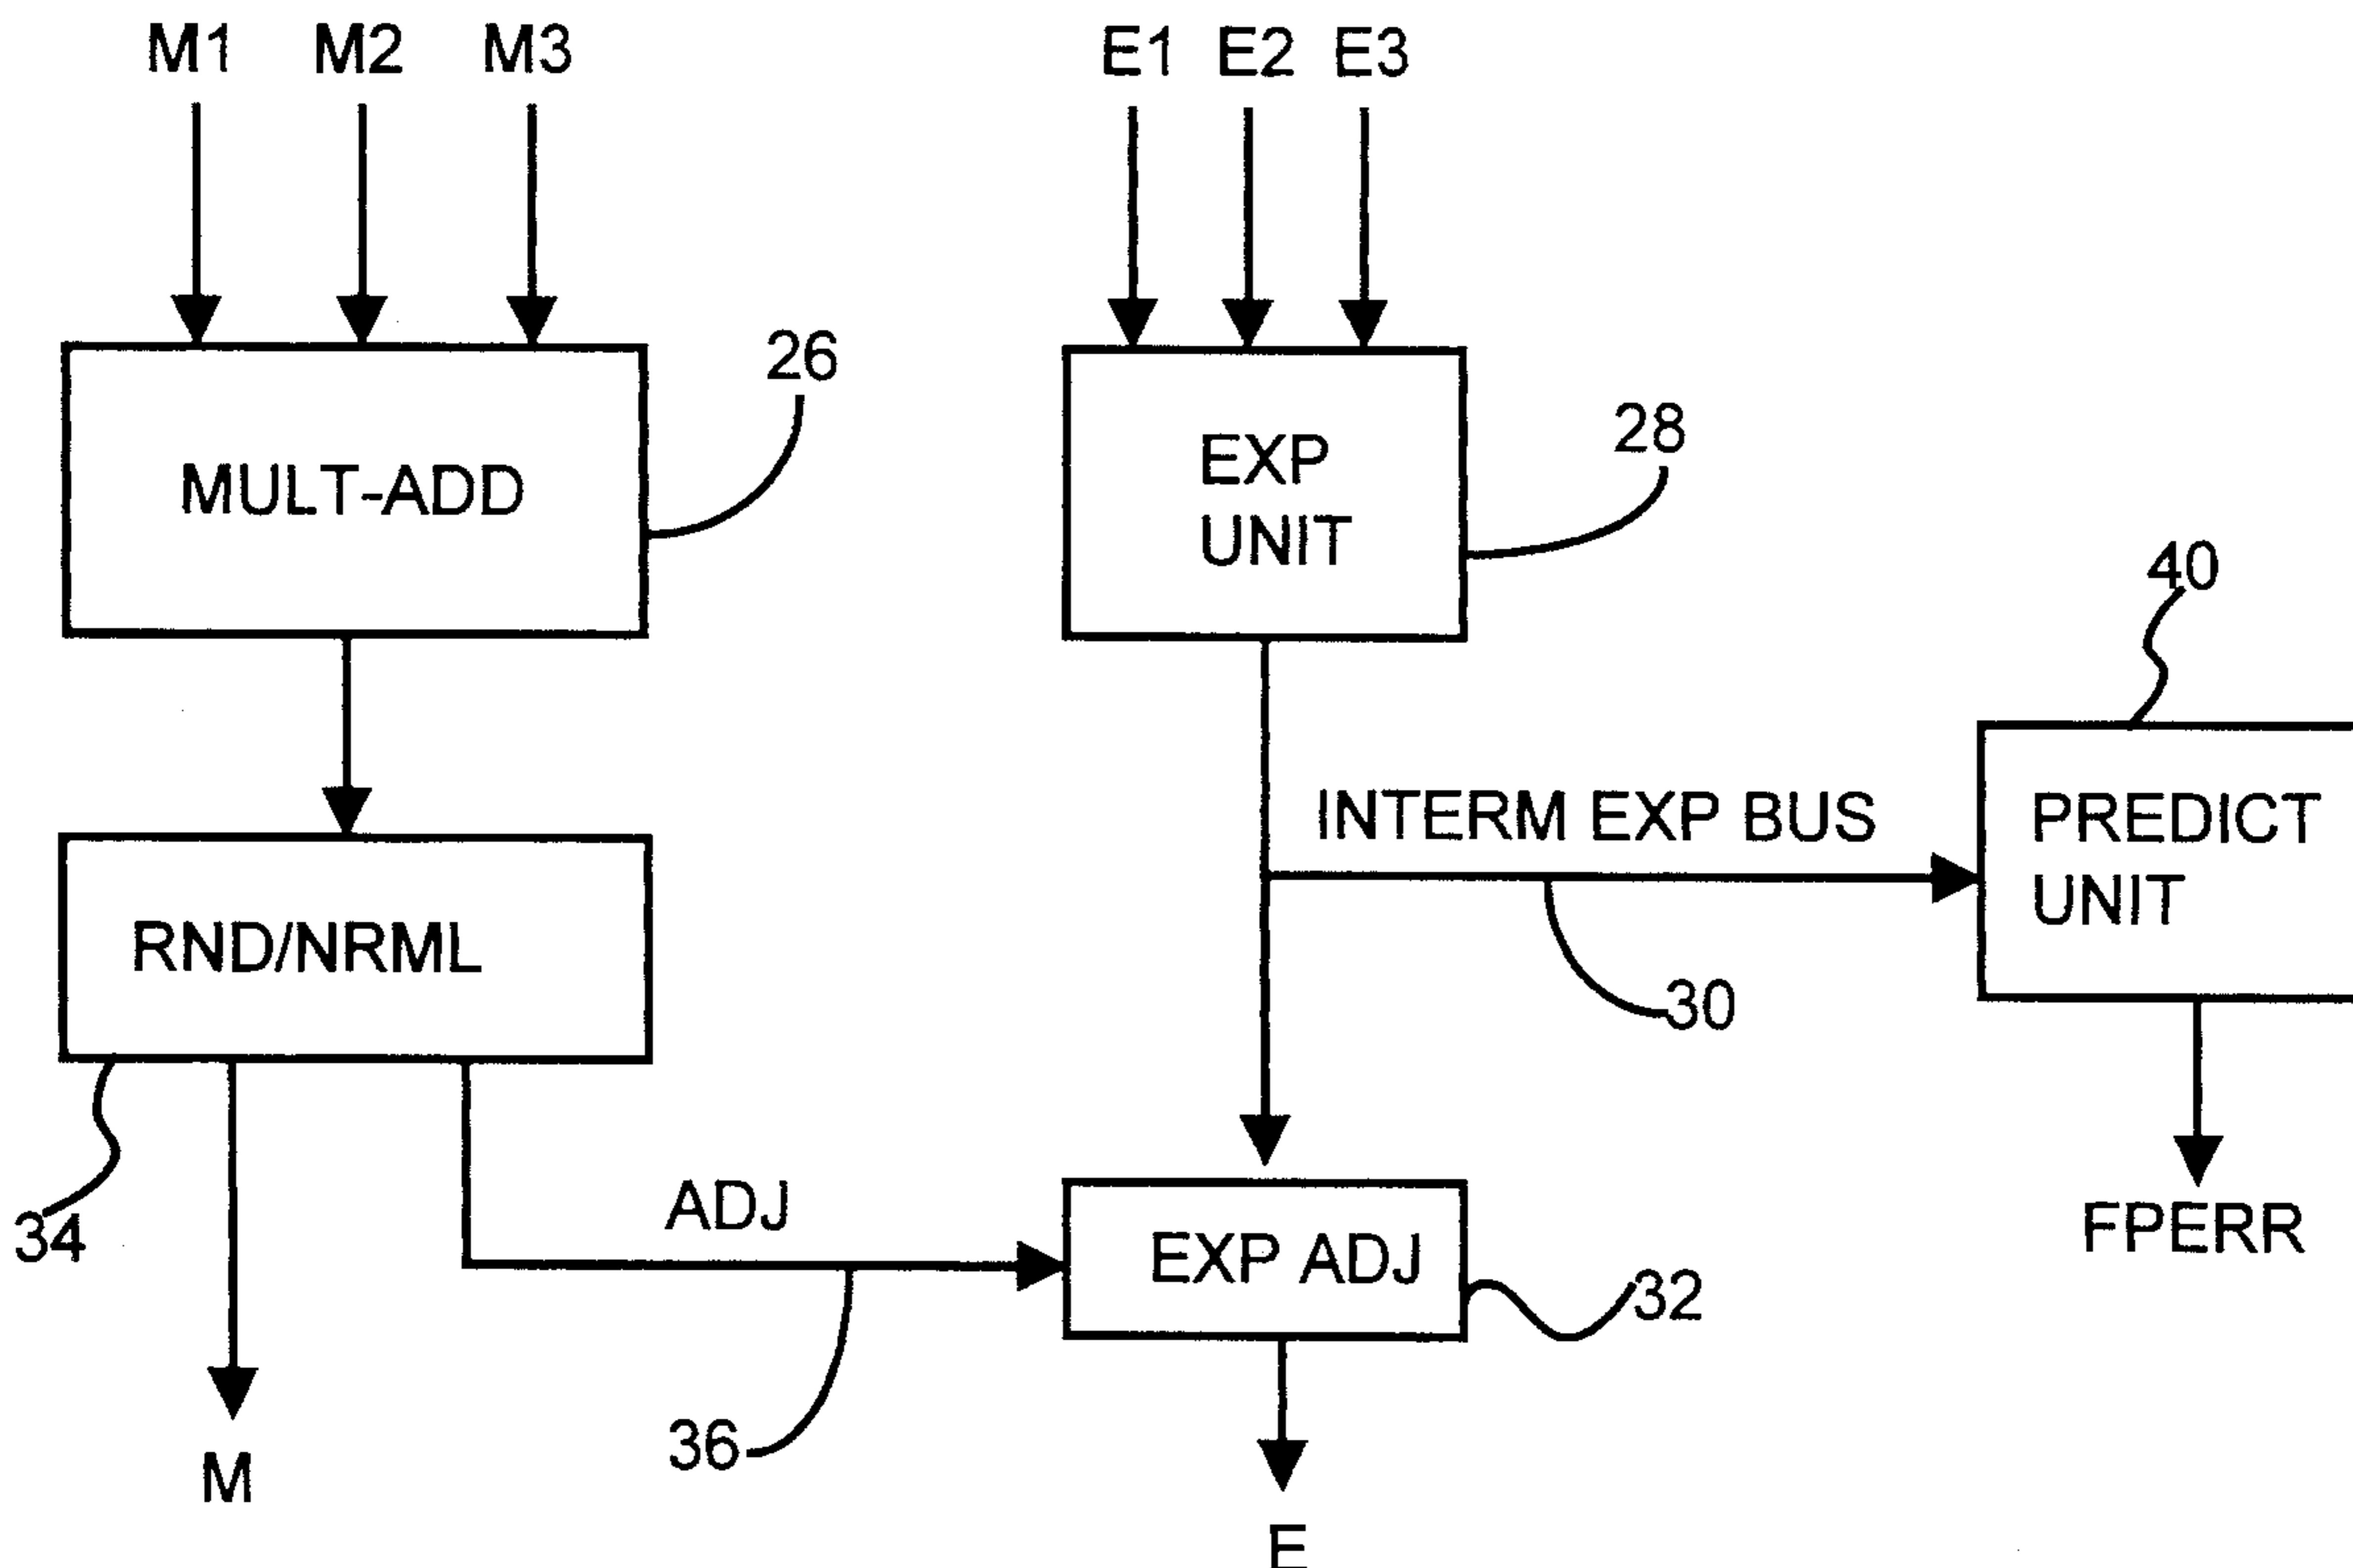 M1 M2 M3
E1 E2 E3
26
MULT-ADD
EXP
UNIT
28
40
INTERM EXP BUS
PREDICT
UNIT
RND/NRML
30
34
ADJ
EXP ADJ
32
FPERR
36
M
E